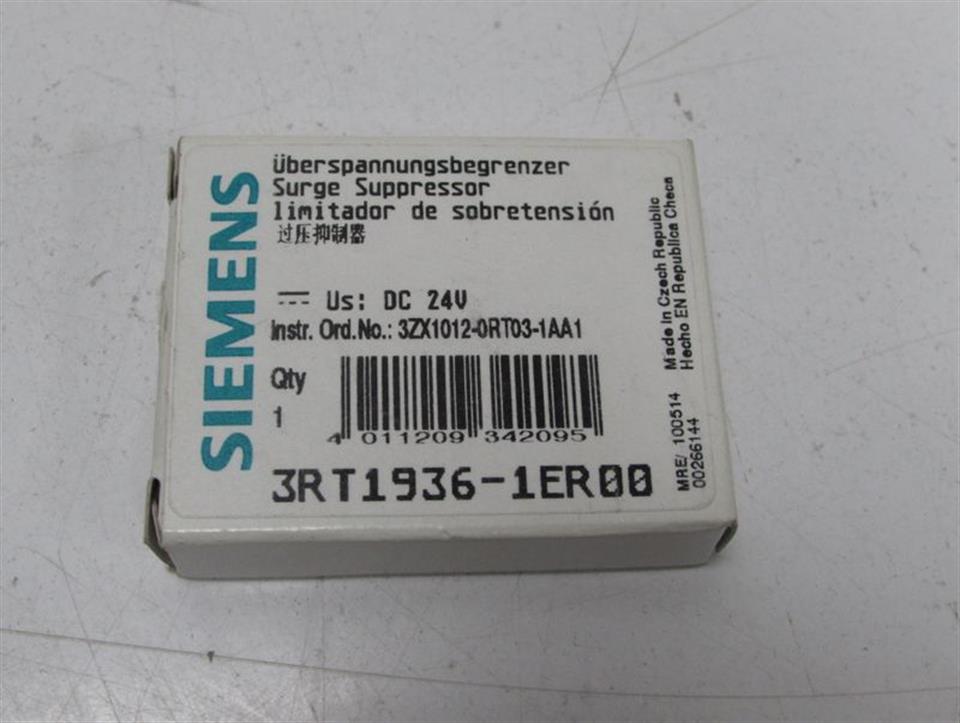 SIEMENS
Überspannungsbegrenzer
Surge Suppressor
limitador de sobretensión
过压抑制器
Us: DC 24V
Instr. Ord.No.: 3ZX1012-0RT03-1AA1
Qty
1
4 011209 342095
3RT1936-1ER00
Made in Czech Republic
Hecho EN Republica Checa
MRE/ 100514
00266144